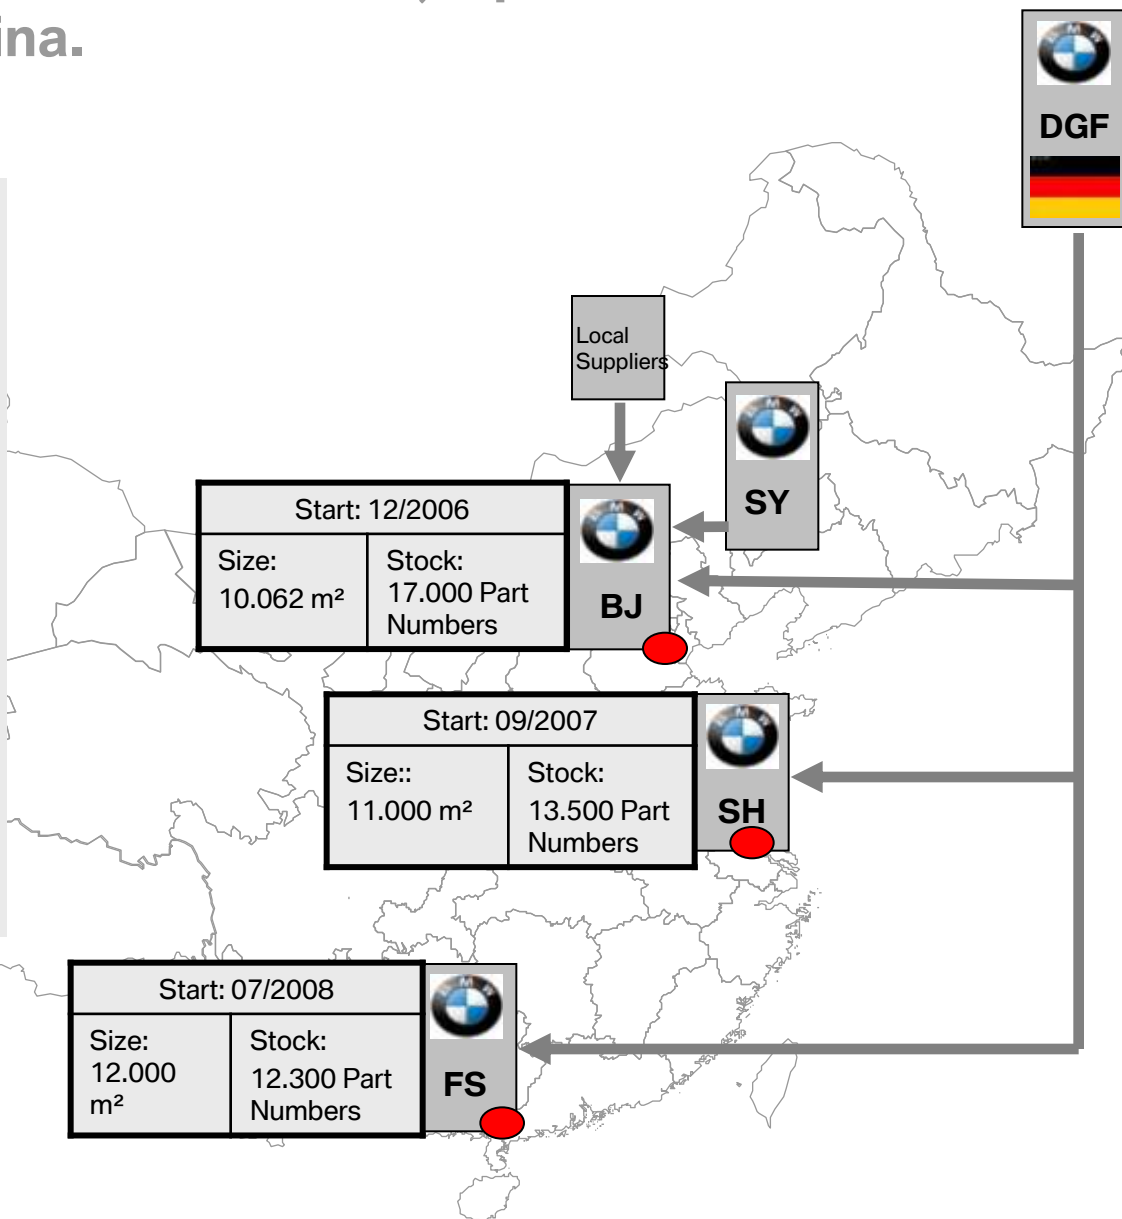 ina.
DGF
Local
Suppliers
SY
Start: 12/2006
Size:
10.062 m²
Stock:
17.000 Part
Numbers
BJ
Start: 09/2007
Size::
11.000 m²
Stock:
13.500 Part
Numbers
SH
Start: 07/2008
Size:
12.000
m²
Stock:
12.300 Part
Numbers
FS